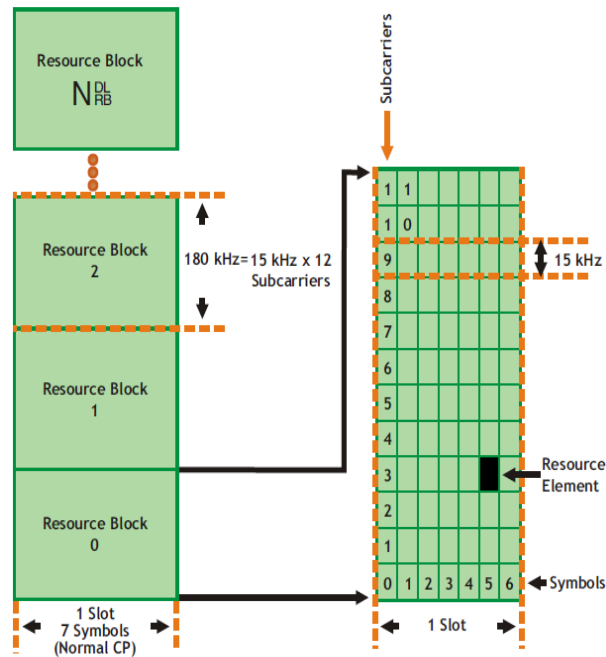 Resource Block
N DL RB
Resource Block
2
180 kHz= 15 kHz x 12
Subcarriers
Resource Block
1
Resource Block
0
1 Slot
7 Symbols
(Normal CP)
Subcarriers
1 1
1 0
9
15 kHz
8
7
6
5
4
3
Resource
Element
2
1
0 1 2 3 4 5 6
Symbols
1 Slot